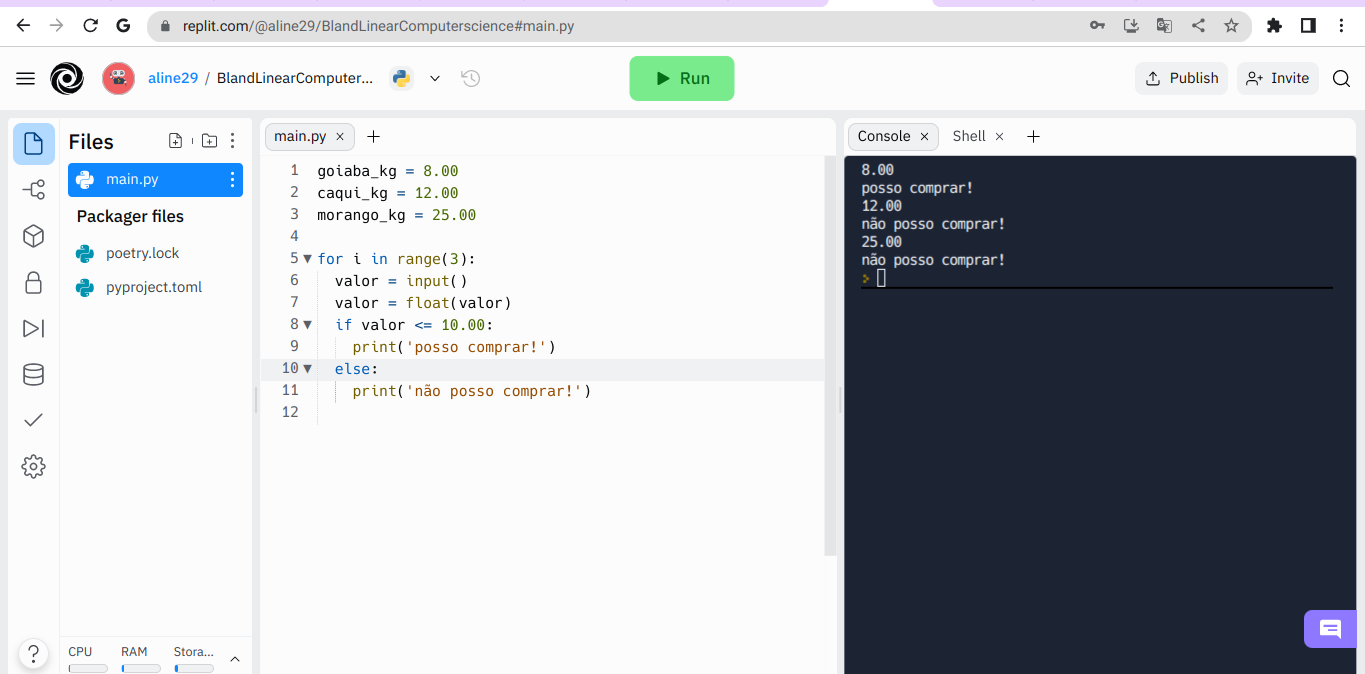 replit.com/@aline29/BlandLinearComputerscience#main.py
aline29 / BlandLinearComputer...
Run
Publish
Invite
Files
main.py
Packager files
poetry.lock
pyproject.toml
CPU RAM Stora...
?
main.py × +
1 goiaba_kg = 8.00
2 caqui_kg = 12.00
3 morango_kg = 25.00
4
5 for i in range(3):
6   valor = input()
7   valor = float(valor)
8   if valor <= 10.00:
9     print('posso comprar!')
10   else:
11     print('não posso comprar!')
12
Console × Shell × +
8.00
posso comprar!
12.00
não posso comprar!
25.00
não posso comprar!
>